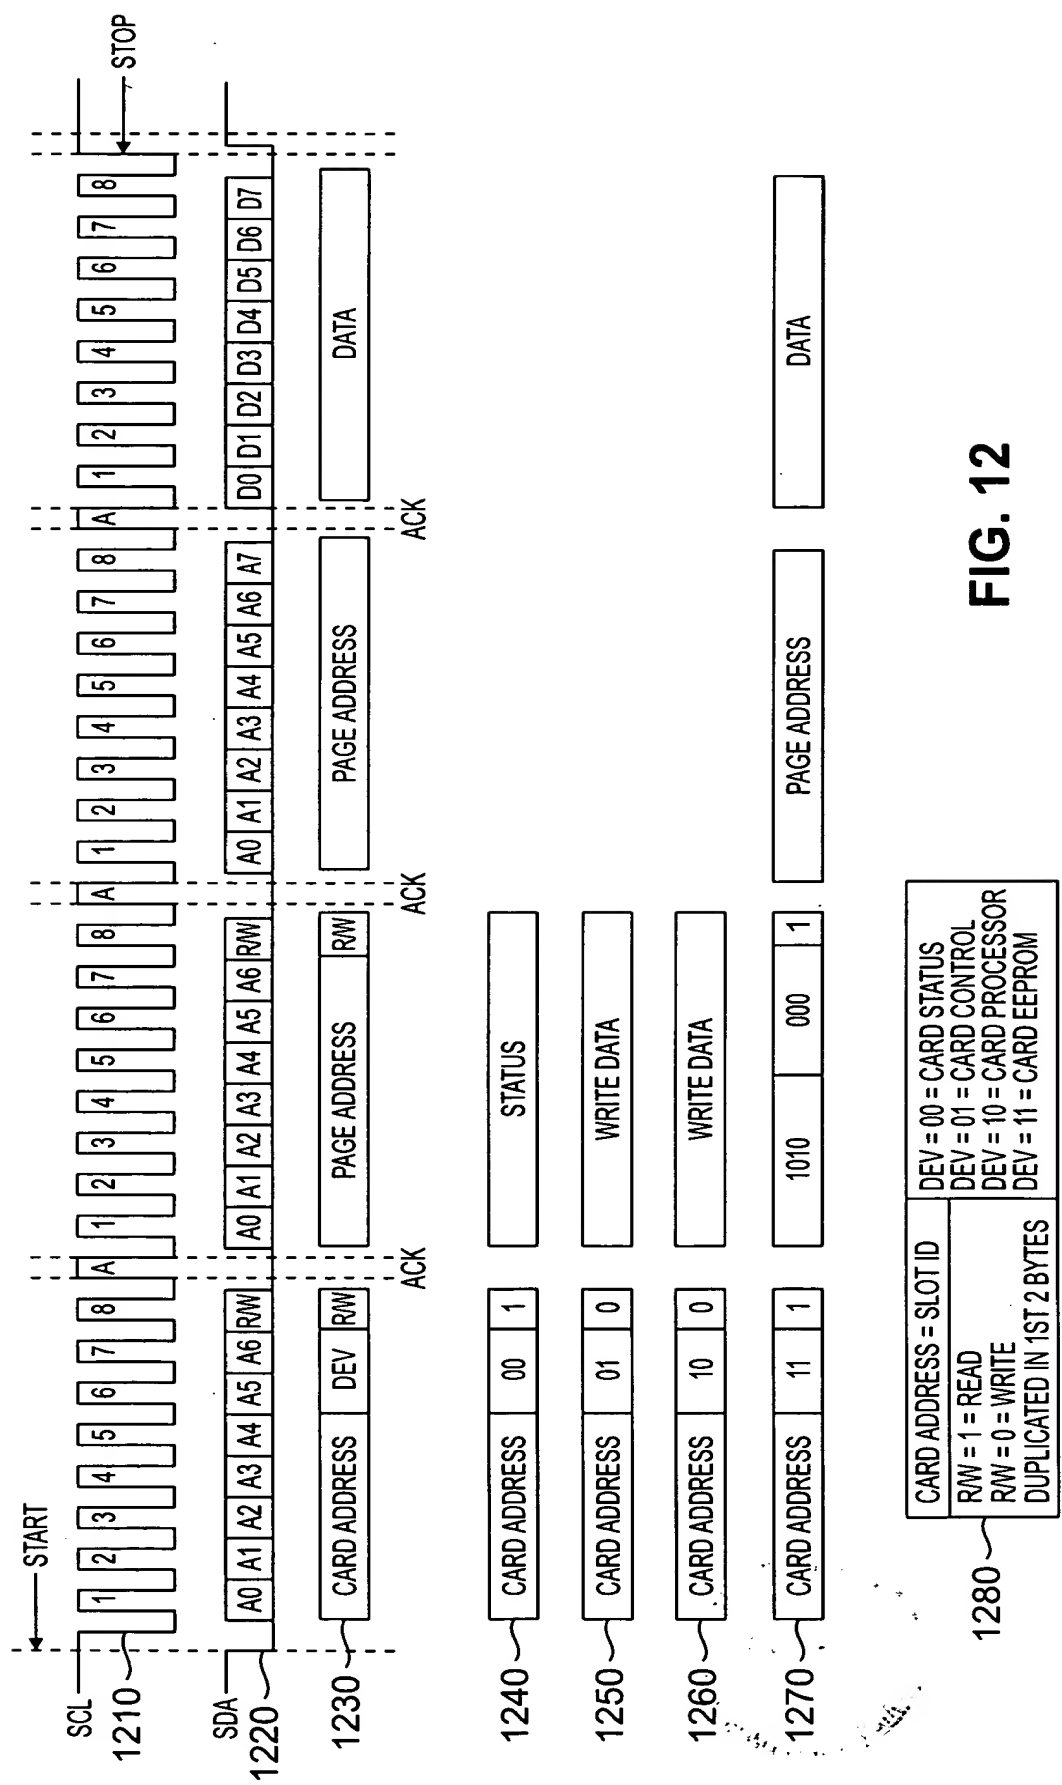 START
STOP
SCL 1 2 3 4 5 6 7 8 A 1 2 3 4 5 6 7 8 A 1 2 3 4 5 6 7 8 A 1 2 3 4 5 6 7 8
1210
SDA A0 A1 A2 A3 A4 A5 A6 R/W A0 A1 A2 A3 A4 A5 A6 R/W A0 A1 A2 A3 A4 A5 A6 A7 D0 D1 D2 D3 D4 D5 D6 D7
1220
1230 CARD ADDRESS DEV R/W PAGE ADDRESS R/W PAGE ADDRESS DATA
ACK ACK ACK
1240 CARD ADDRESS 00 1 STATUS
1250 CARD ADDRESS 01 0 WRITE DATA
1260 CARD ADDRESS 10 0 WRITE DATA
1270 CARD ADDRESS 11 1 1010 000 1 PAGE ADDRESS DATA
1280
CARD ADDRESS = SLOT ID
R/W = 1 = READ
R/W = 0 = WRITE
DUPLICATED IN 1ST 2 BYTES
DEV = 00 = CARD STATUS
DEV = 01 = CARD CONTROL
DEV = 10 = CARD PROCESSOR
DEV = 11 = CARD EEPROM
FIG. 12